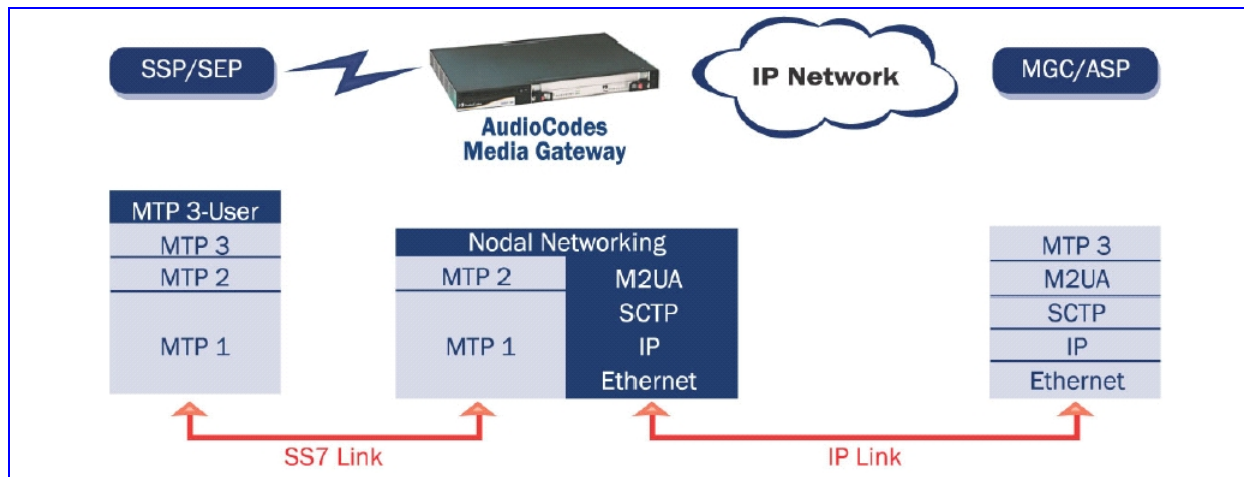 SSP/SEP
AudioCodes
Media Gateway
IP Network
MGC/ASP
MTP 3-User
MTP 3
MTP 2
MTP 1
Nodal Networking
MTP 2
MTP 1
M2UA
SCTP
IP
Ethernet
MTP 3
M2UA
SCTP
IP
Ethernet
SS7 Link
IP Link